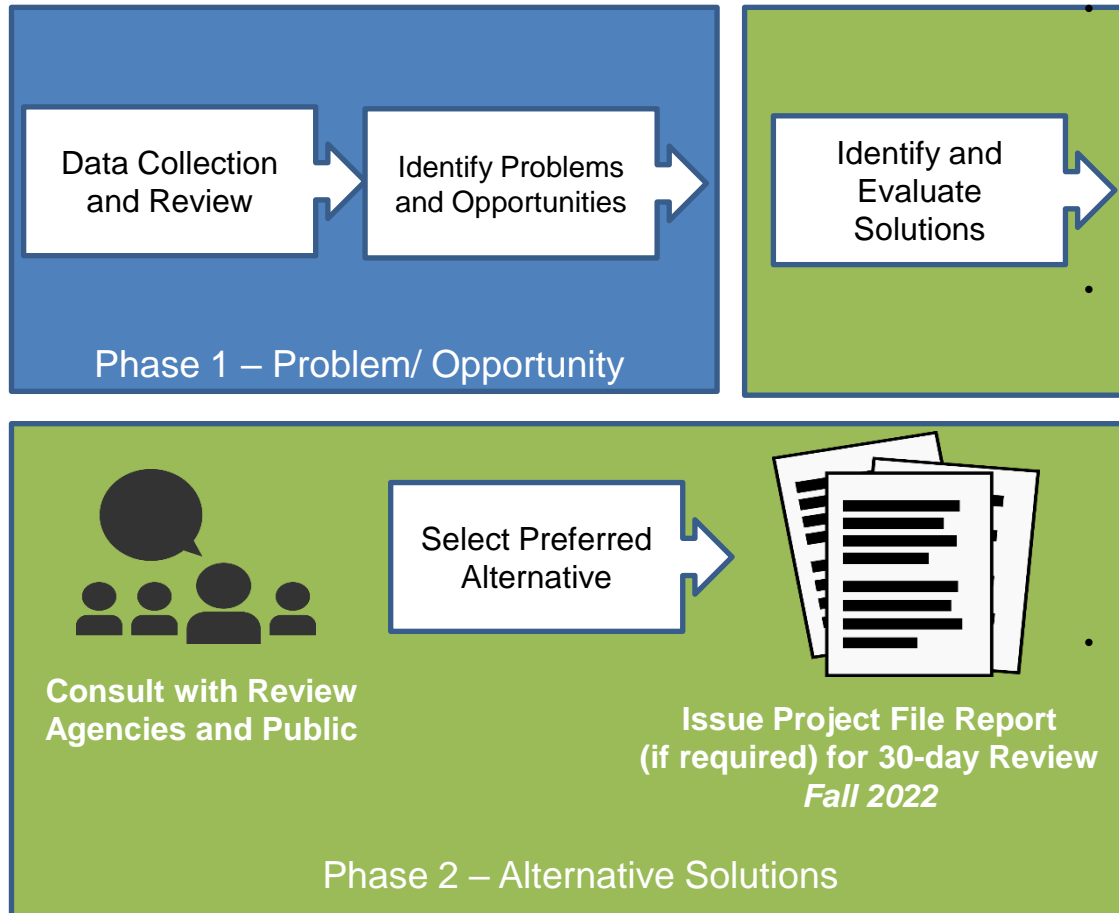 Data Collection
and Review
Identify Problems
and Opportunities
Identify and
Evaluate
Solutions
Phase 1 – Problem/ Opportunity
Consult with Review
Agencies and Public
Select Preferred
Alternative
Issue Project File Report
(if required) for 30-day Review
Fall 2022
Phase 2 – Alternative Solutions